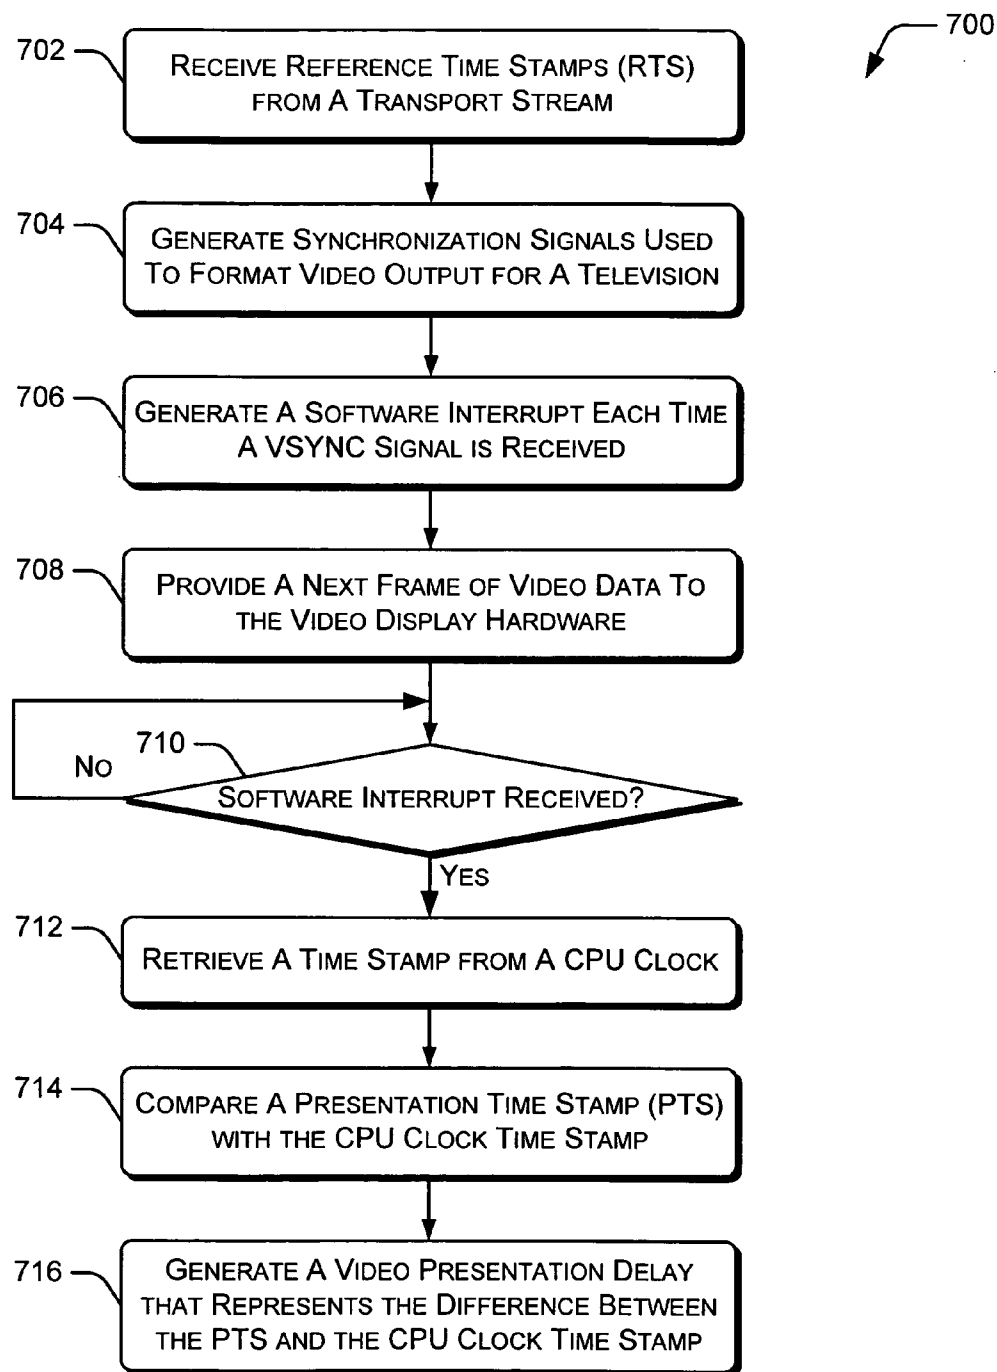 700
702
RECEIVE REFERENCE TIME STAMPS (RTS)
FROM A TRANSPORT STREAM
704
GENERATE SYNCHRONIZATION SIGNALS USED
TO FORMAT VIDEO OUTPUT FOR A TELEVISION
706
GENERATE A SOFTWARE INTERRUPT EACH TIME
A VSYNC SIGNAL IS RECEIVED
708
PROVIDE A NEXT FRAME OF VIDEO DATA TO
THE VIDEO DISPLAY HARDWARE
710
NO
SOFTWARE INTERRUPT RECEIVED?
YES
712
RETRIEVE A TIME STAMP FROM A CPU CLOCK
714
COMPARE A PRESENTATION TIME STAMP (PTS)
WITH THE CPU CLOCK TIME STAMP
716
GENERATE A VIDEO PRESENTATION DELAY
THAT REPRESENTS THE DIFFERENCE BETWEEN
THE PTS AND THE CPU CLOCK TIME STAMP